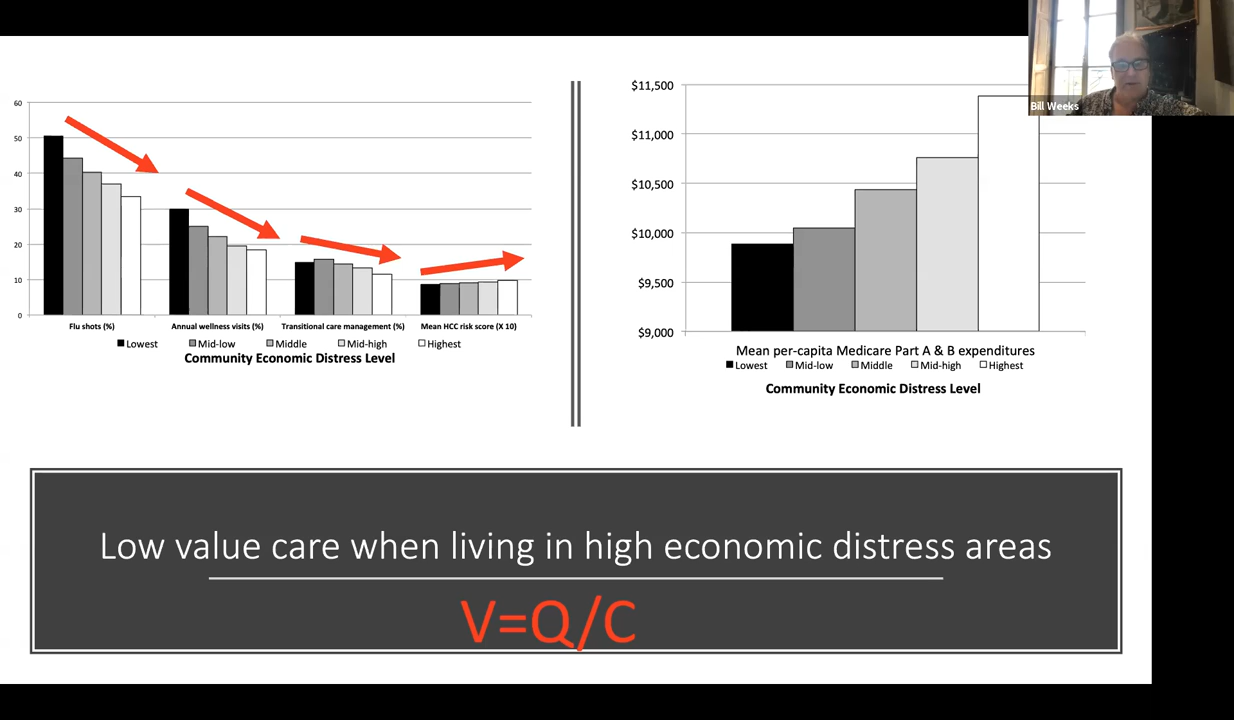 60
50
40
30
20
10
0
Flu shots (%)
Annual wellness visits (%)
Transitional care management (%)
Mean HCC risk score (X 10)
Lowest Mid-low Middle Mid-high Highest
Community Economic Distress Level
$11,500
$11,000
$10,500
$10,000
$9,500
$9,000
Mean per-capita Medicare Part A & B expenditures
Lowest Mid-low Middle Mid-high Highest
Community Economic Distress Level
Bill Weeks
Low value care when living in high economic distress areas
V=Q/C